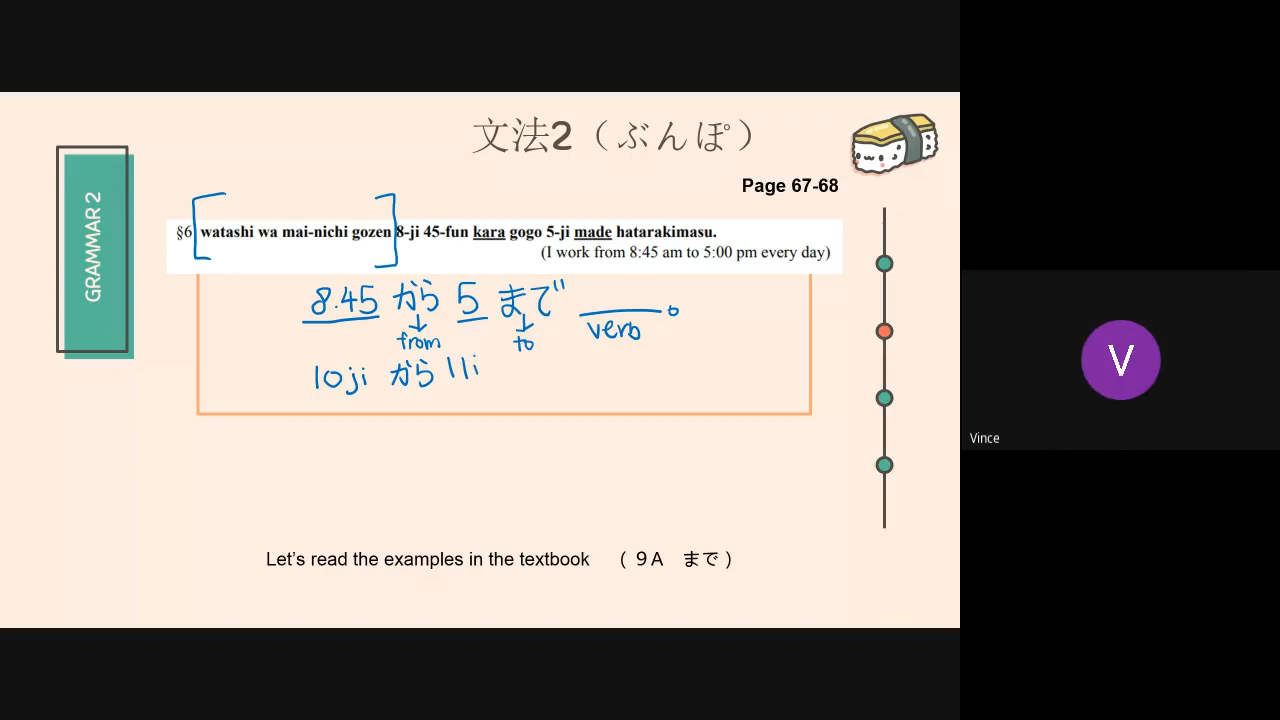 文法2（ぶんぽ）
Page 67-68
GRAMMAR 2
§6 watashi wa mai-nichi gozen 8-ji 45-fun kara gogo 5-ji made hatarakimasu.
(I work from 8:45 am to 5:00 pm every day)
8.45 から 5 まで ______。
from to verb
10ji から 11i
Let's read the examples in the textbook （９A　まで）
V
Vince